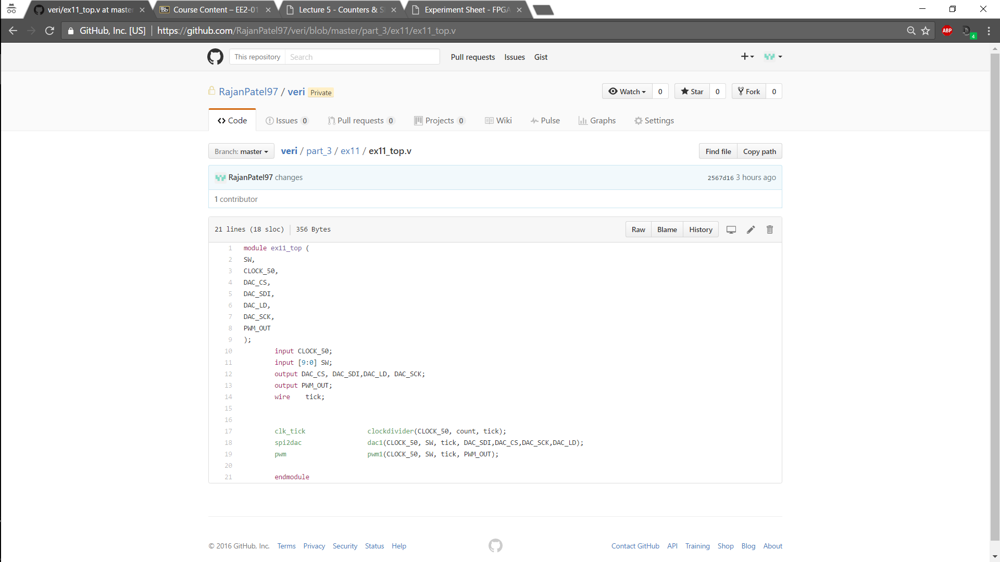 veri/ex11_top.v at master
Course Content – EE2-01
Lecture 5 - Counters & S
Experiment Sheet - FPGA
GitHub, Inc. [US] https://github.com/RajanPatel97/veri/blob/master/part_3/ex11/ex11_top.v
ABP
4
This repository Search Pull requests Issues Gist
RajanPatel97 / veri Private
Watch 0 Star 0 Fork 0
Code Issues 0 Pull requests 0 Projects 0 Wiki Pulse Graphs Settings
Branch: master veri / part_3 / ex11 / ex11_top.v Find file Copy path
RajanPatel97 changes 2567d16 3 hours ago
1 contributor
21 lines (18 sloc) 356 Bytes Raw Blame History
1 module ex11_top (
2 SW,
3 CLOCK_50,
4 DAC_CS,
5 DAC_SDI,
6 DAC_LD,
7 DAC_SCK,
8 PWM_OUT
9 );
10 input CLOCK_50;
11 input [9:0] SW;
12 output DAC_CS, DAC_SDI,DAC_LD, DAC_SCK;
13 output PWM_OUT;
14 wire tick;
15
16
17 clk_tick clockdivider(CLOCK_50, count, tick);
18 spi2dac dac1(CLOCK_50, SW, tick, DAC_SDI,DAC_CS,DAC_SCK,DAC_LD);
19 pwm pwm1(CLOCK_50, SW, tick, PWM_OUT);
20
21 endmodule
© 2016 GitHub, Inc. Terms Privacy Security Status Help Contact GitHub API Training Shop Blog About